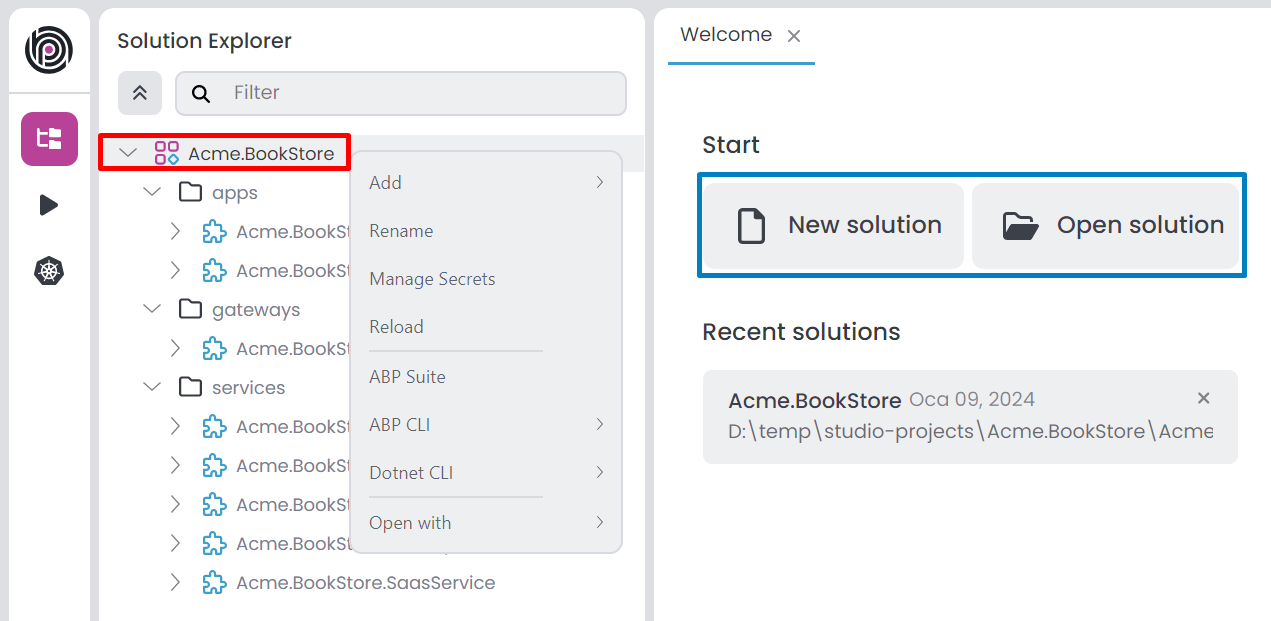 Solution Explorer
Filter
Acme.BookStore
apps
Acme.BookSt
Acme.BookSt
gateways
Acme.BookSt
services
Acme.BookSt
Acme.BookSt
Acme.BookSt
Acme.BookSt
Acme.BookStore.SaasService
Add
Rename
Manage Secrets
Reload
ABP Suite
ABP CLI
Dotnet CLI
Open with
Welcome
Start
New solution
Open solution
Recent solutions
Acme.BookStore Oca 09, 2024
D:\temp\studio-projects\Acme.BookStore\Acme